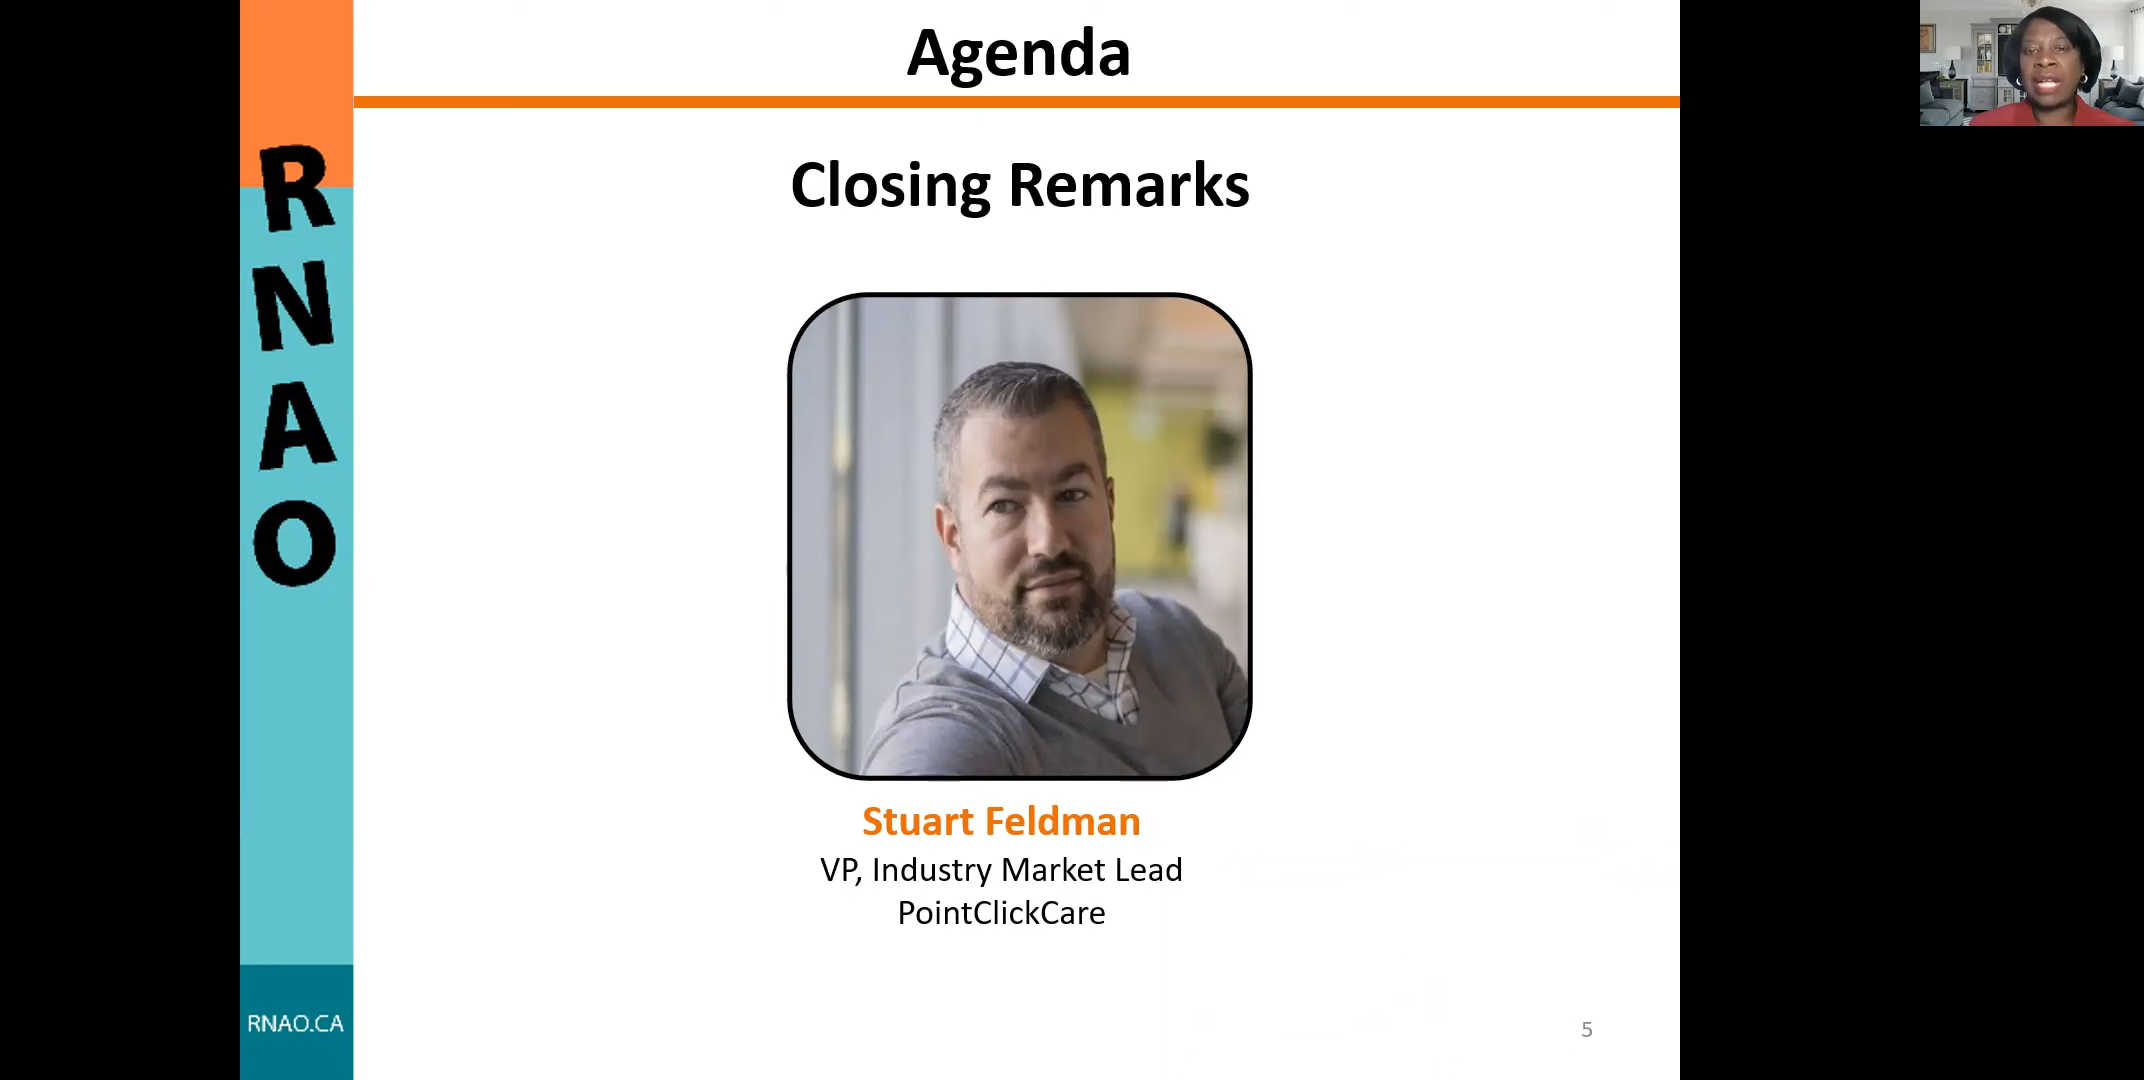 Agenda
Closing Remarks
RNAO
Stuart Feldman
VP, Industry Market Lead
PointClickCare
RNAO.CA
5